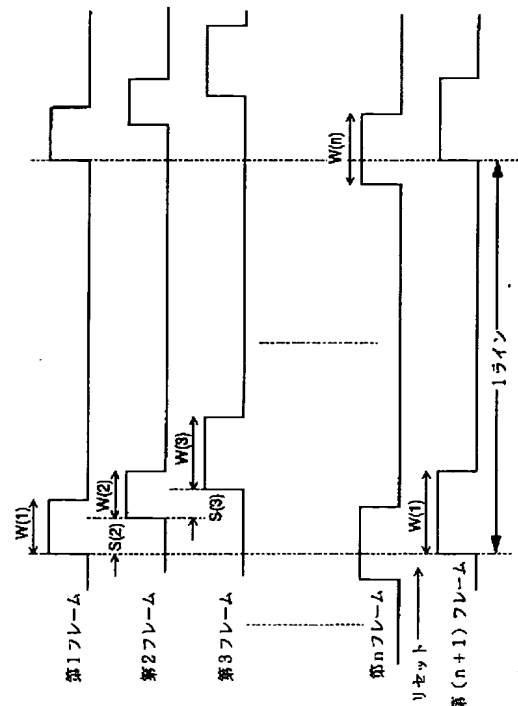 第1フレーム
W(1)
第2フレーム
S(2)
W(2)
第3フレーム
S(3)
W(3)
第nフレーム
W(n)
リセット
第(n+1)フレーム
W(1)
1ライン